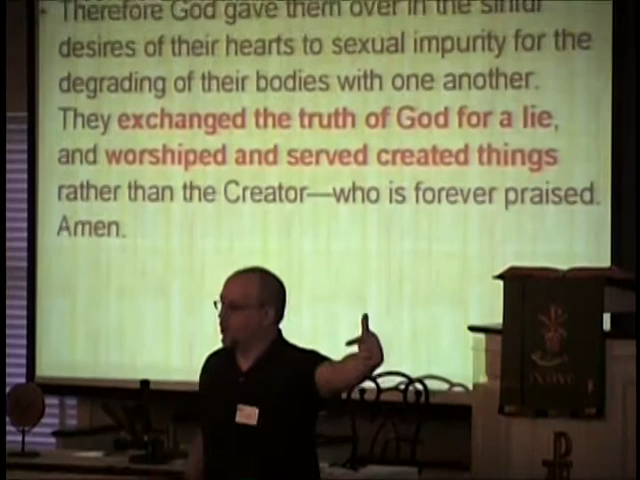 Therefore God gave them over in the sinful
desires of their hearts to sexual impurity for the
degrading of their bodies with one another.
They exchanged the truth of God for a lie,
and worshiped and served created things
rather than the Creator—who is forever praised.
Amen.